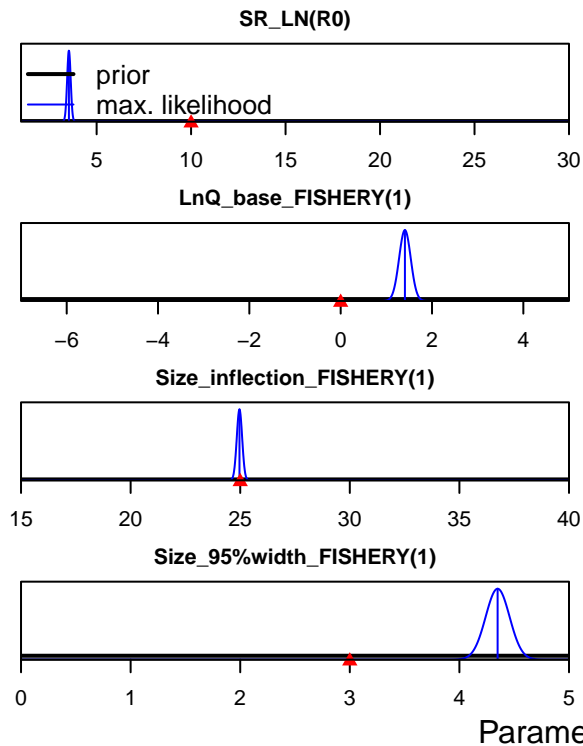 SR_LN(R0)
prior
max. likelihood
5 10 15 20 25 30
LnQ_base_FISHERY(1)
−6 −4 −2 0 2 4
Size_inflection_FISHERY(1)
15 20 25 30 35 40
Size_95%width_FISHERY(1)
0 1 2 3 4 5
Parame